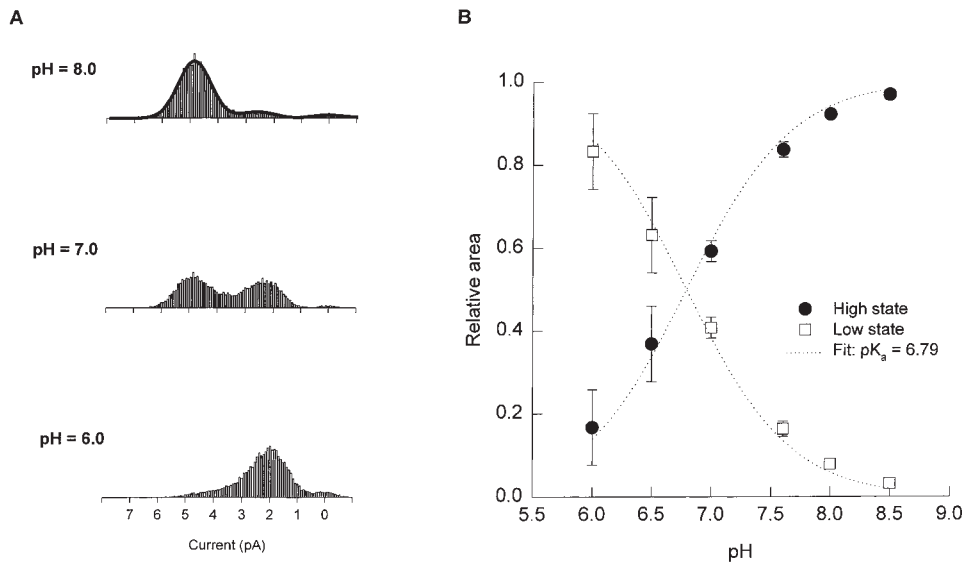 A
pH = 8.0
pH = 7.0
pH = 6.0
7 6 5 4 3 2 1 0
Current (pA)
B
1.0
0.8
0.6
0.4
0.2
0.0
Relative area
High state
Low state
Fit: pKa = 6.79
5.5 6.0 6.5 7.0 7.5 8.0 8.5 9.0
pH